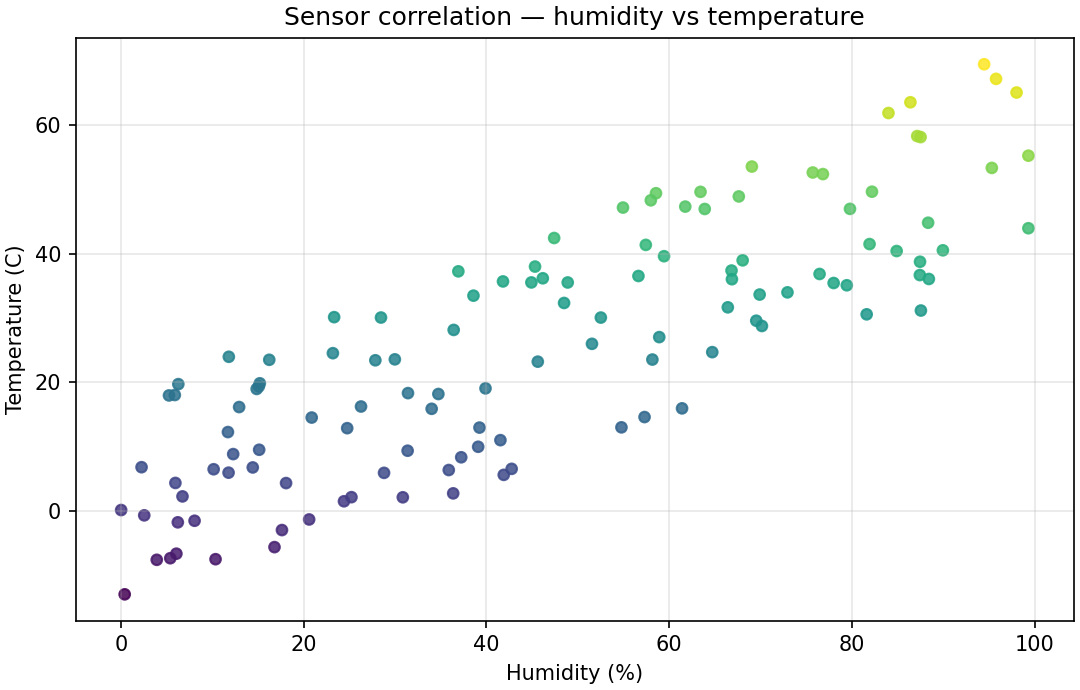 Sensor correlation — humidity vs temperature
Temperature (C)
60
40
20
0
0 20 40 60 80 100
Humidity (%)